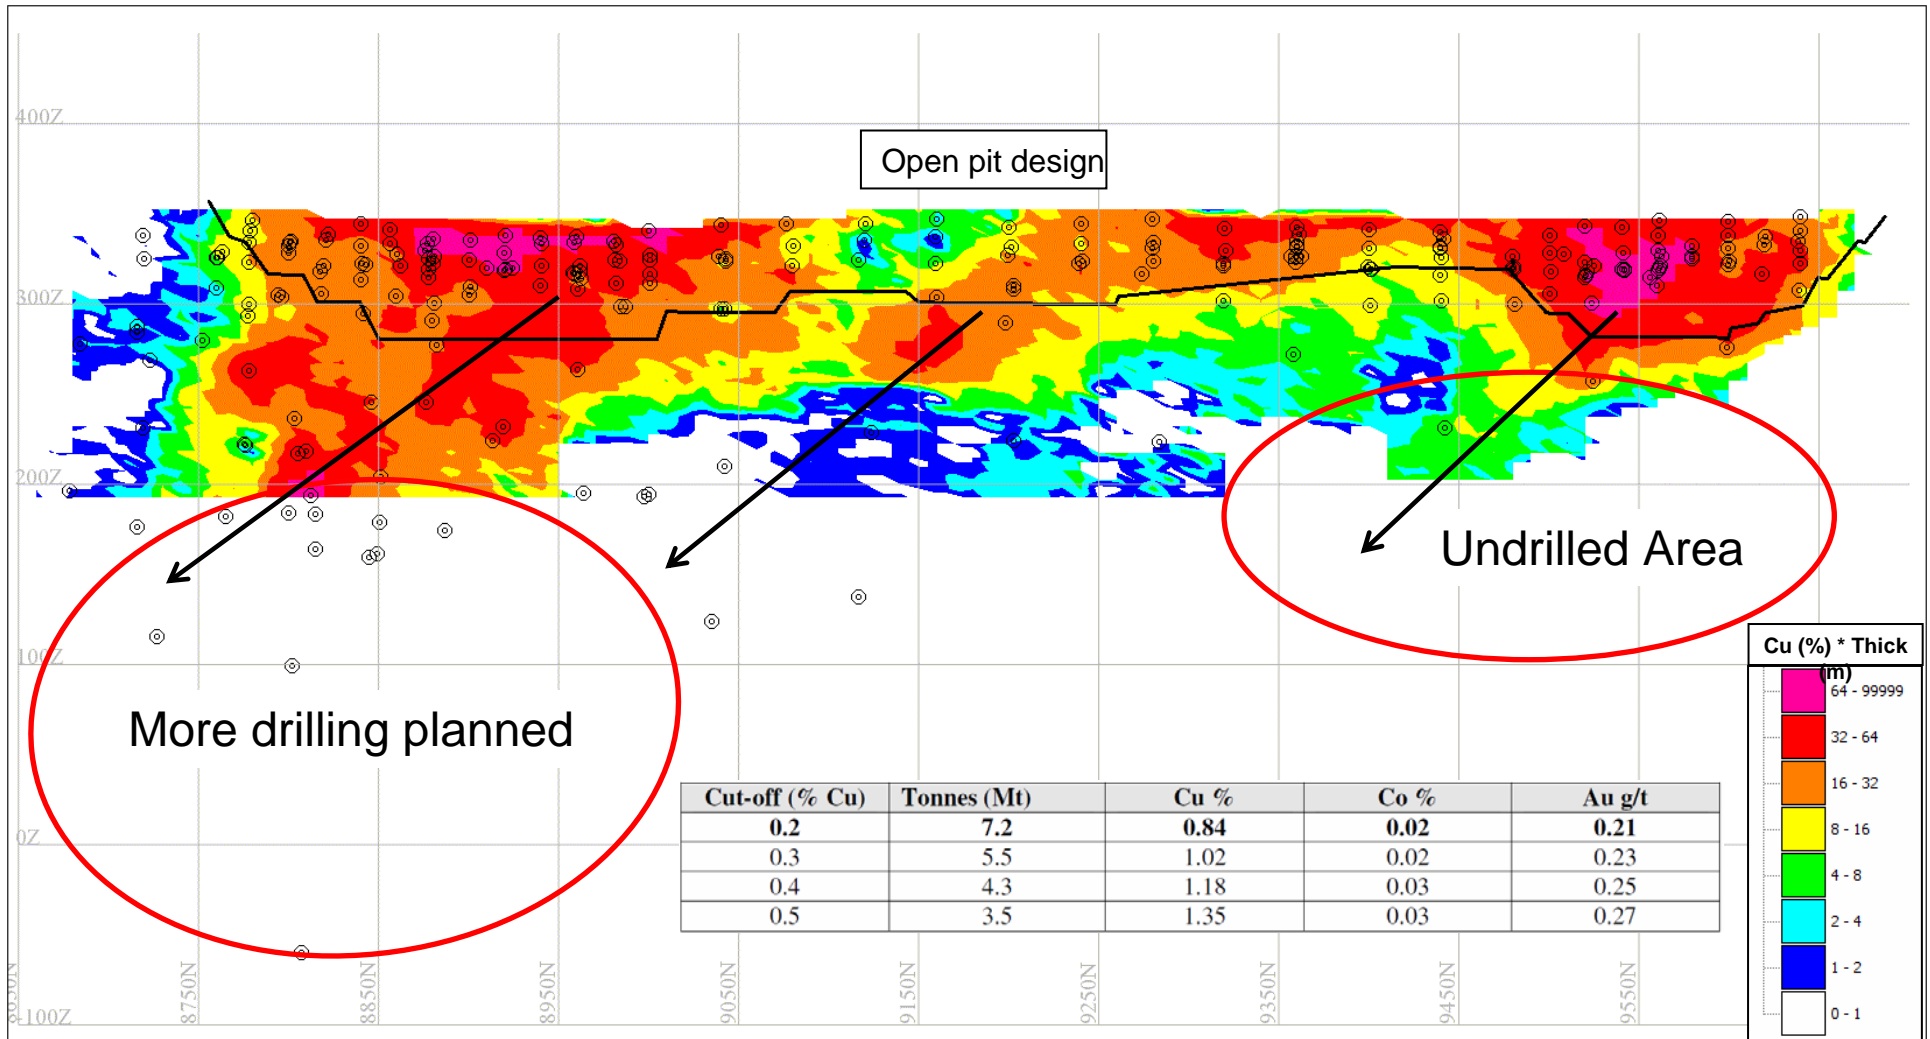 400Z
Open pit design
300Z
200Z
Undrilled Area
100Z
More drilling planned
0Z
-100Z
8650N
8750N
8850N
8950N
9050N
9150N
9250N
9350N
9450N
9550N
Cut-off (% Cu) Tonnes (Mt) Cu % Co % Au g/t
0.2 7.2 0.84 0.02 0.21
0.3 5.5 1.02 0.02 0.23
0.4 4.3 1.18 0.03 0.25
0.5 3.5 1.35 0.03 0.27
Cu (%) * Thick
(m)
64 - 99999
32 - 64
16 - 32
8 - 16
4 - 8
2 - 4
1 - 2
0 - 1